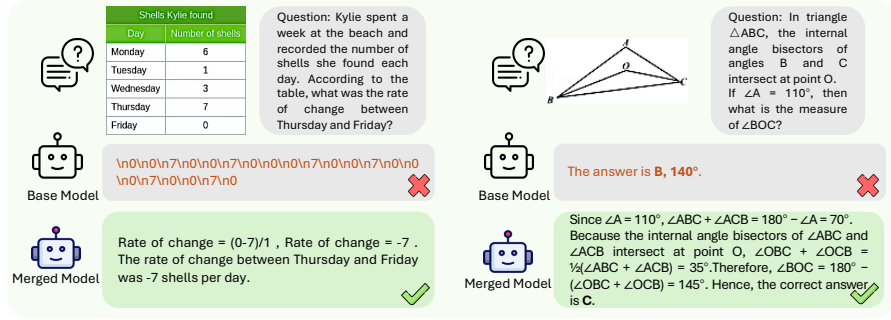 Shells Kylie found
Day Number of shells
Monday 6
Tuesday 1
Wednesday 3
Thursday 7
Friday 0
Question: Kylie spent a
week at the beach and
recorded the number of
shells she found each
day. According to the
table, what was the rate
of change between
Thursday and Friday?
Base Model
\n0\n0\n7\n0\n0\n7\n0\n0\n0\n0\n7\n0\n0\n7\n0\n0
\n0\n7\n0\n0\n7\n0
Merged Model
Rate of change = (0-7)/1 , Rate of change = -7 .
The rate of change between Thursday and Friday
was -7 shells per day.
A
O
B
C
Question: In triangle
△ABC, the internal
angle bisectors of
angles B and C
intersect at point O.
If ∠A = 110°, then
what is the measure
of ∠BOC?
Base Model
The answer is B, 140°.
Merged Model
Since ∠A = 110°, ∠ABC + ∠ACB = 180° − ∠A = 70°.
Because the internal angle bisectors of ∠ABC and
∠ACB intersect at point O, ∠OBC + ∠OCB =
½(∠ABC + ∠ACB) = 35°.Therefore, ∠BOC = 180° −
(∠OBC + ∠OCB) = 145°. Hence, the correct answer
is C.